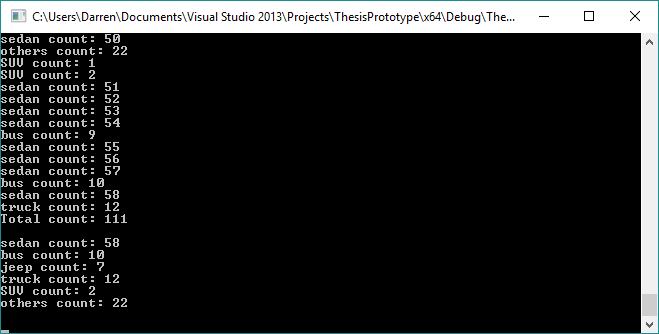 C:\Users\Darren\Documents\Visual Studio 2013\Projects\ThesisPrototype\x64\Debug\The...
sedan count: 50
others count: 22
SUV count: 1
SUV count: 2
sedan count: 51
sedan count: 52
sedan count: 53
sedan count: 54
bus count: 9
sedan count: 55
sedan count: 56
sedan count: 57
bus count: 10
sedan count: 58
truck count: 12
Total count: 111
sedan count: 58
bus count: 10
jeep count: 7
truck count: 12
SUV count: 2
others count: 22